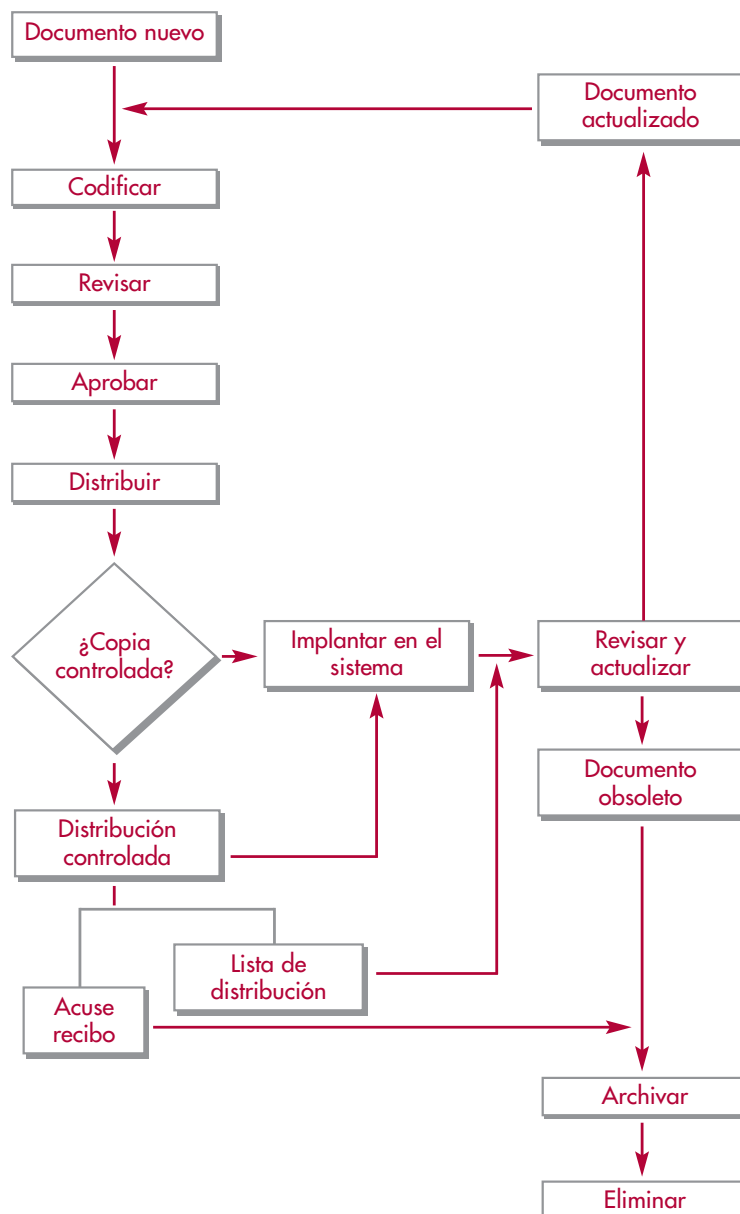 Documento nuevo
Documento
actualizado
Codificar
Revisar
Aprobar
Distribuir
¿Copia
controlada?
Implantar en el
sistema
Revisar y
actualizar
Documento
obsoleto
Distribución
controlada
Lista de
distribución
Acuse
recibo
Archivar
Eliminar